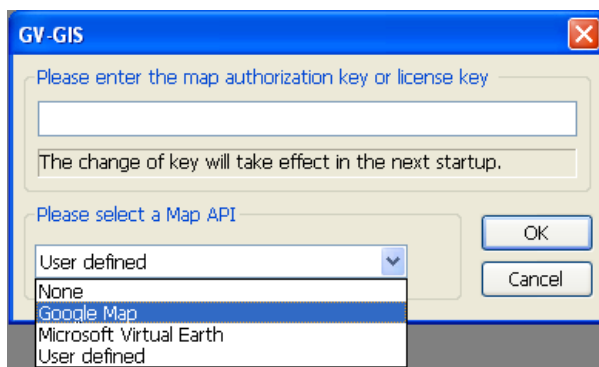 GV-GIS
Please enter the map authorization key or license key
The change of key will take effect in the next startup.
Please select a Map API
User defined
OK
None
Google Map
Microsoft Virtual Earth
User defined
Cancel